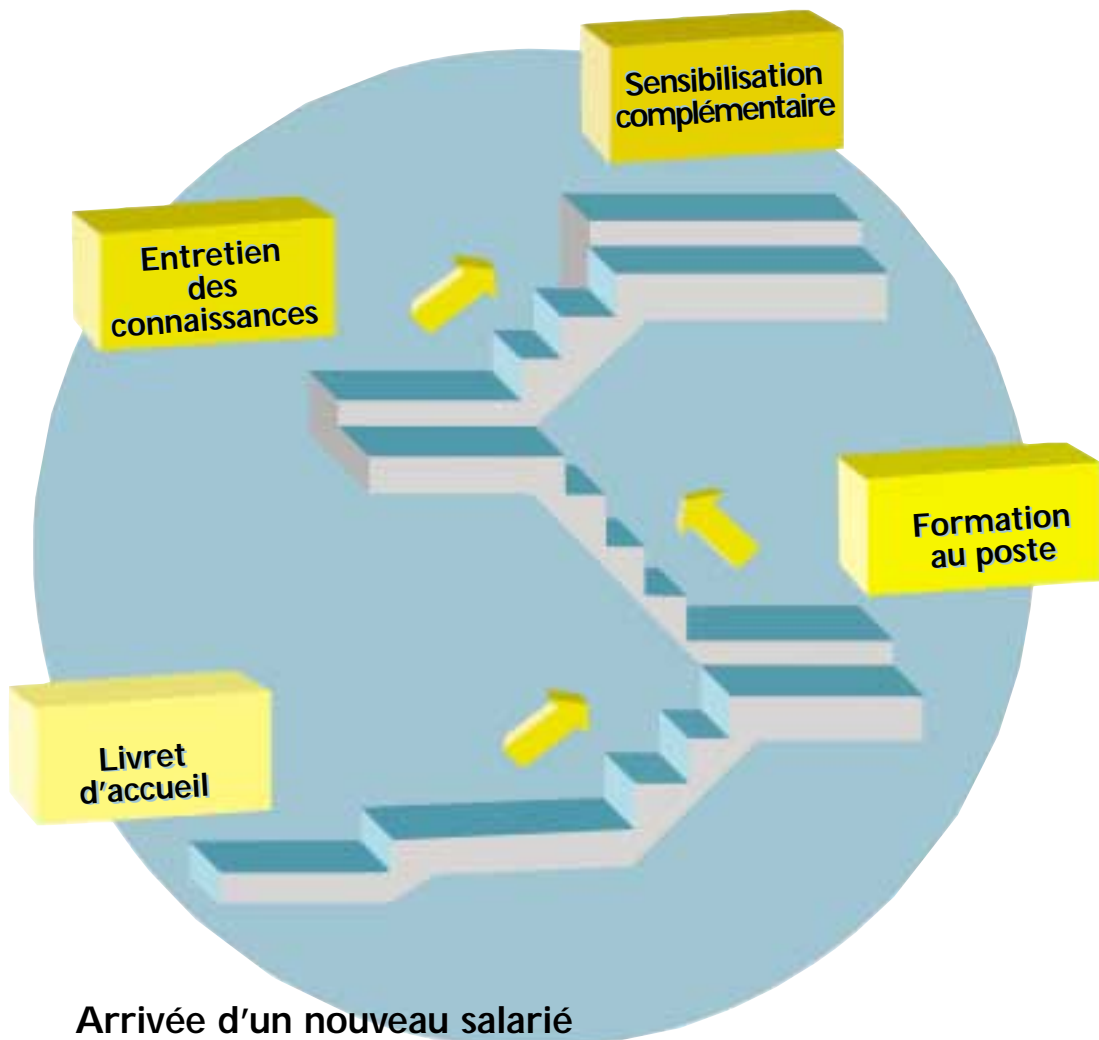 Sensibilisation
complémentaire
Entretien
des
connaissances
Formation
au poste
Livret
d'accueil
Arrivée d'un nouveau salarié